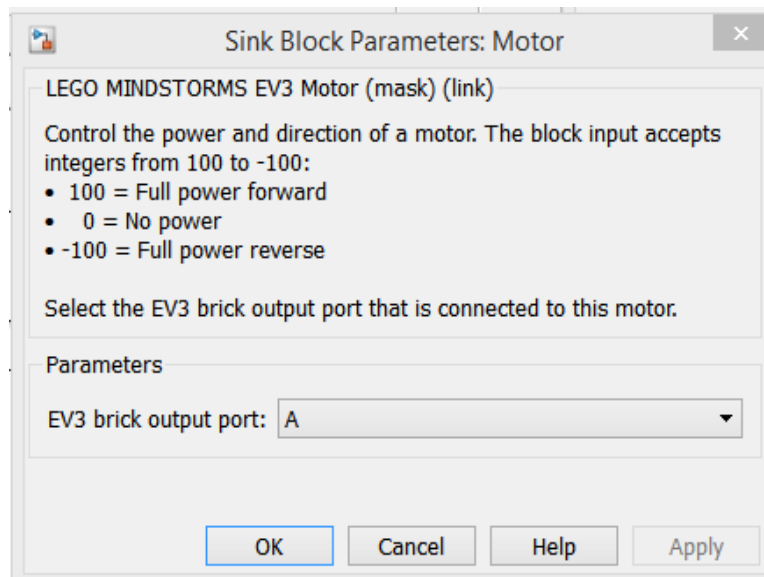 Sink Block Parameters: Motor
LEGO MINDSTORMS EV3 Motor (mask) (link)
Control the power and direction of a motor. The block input accepts
integers from 100 to -100:
• 100 = Full power forward
• 0 = No power
• -100 = Full power reverse
Select the EV3 brick output port that is connected to this motor.
Parameters
EV3 brick output port: A
OK Cancel Help Apply